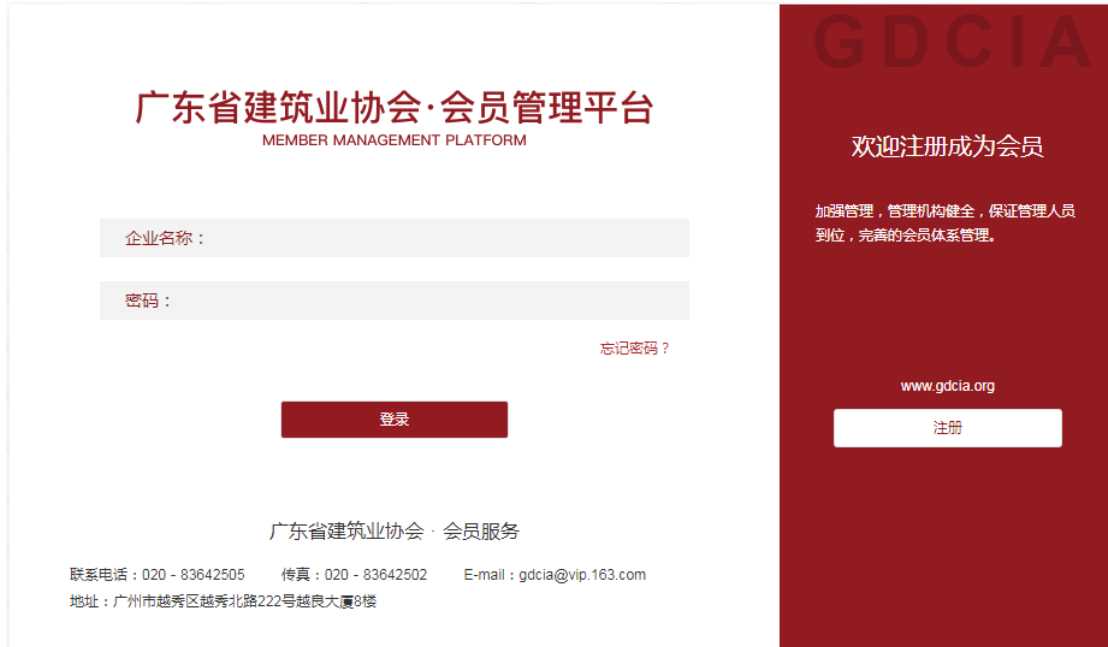 广东省建筑业协会·会员管理平台
MEMBER MANAGEMENT PLATFORM
企业名称：
密码：
忘记密码？
登录
广东省建筑业协会 · 会员服务
联系电话：020 - 83642505 传真：020 - 83642502 E-mail：gdcia@vip.163.com
地址：广州市越秀区越秀北路222号越良大厦8楼
GDCIA
欢迎注册成为会员
加强管理，管理机构健全，保证管理人员
到位，完善的会员体系管理。
www.gdcia.org
注册